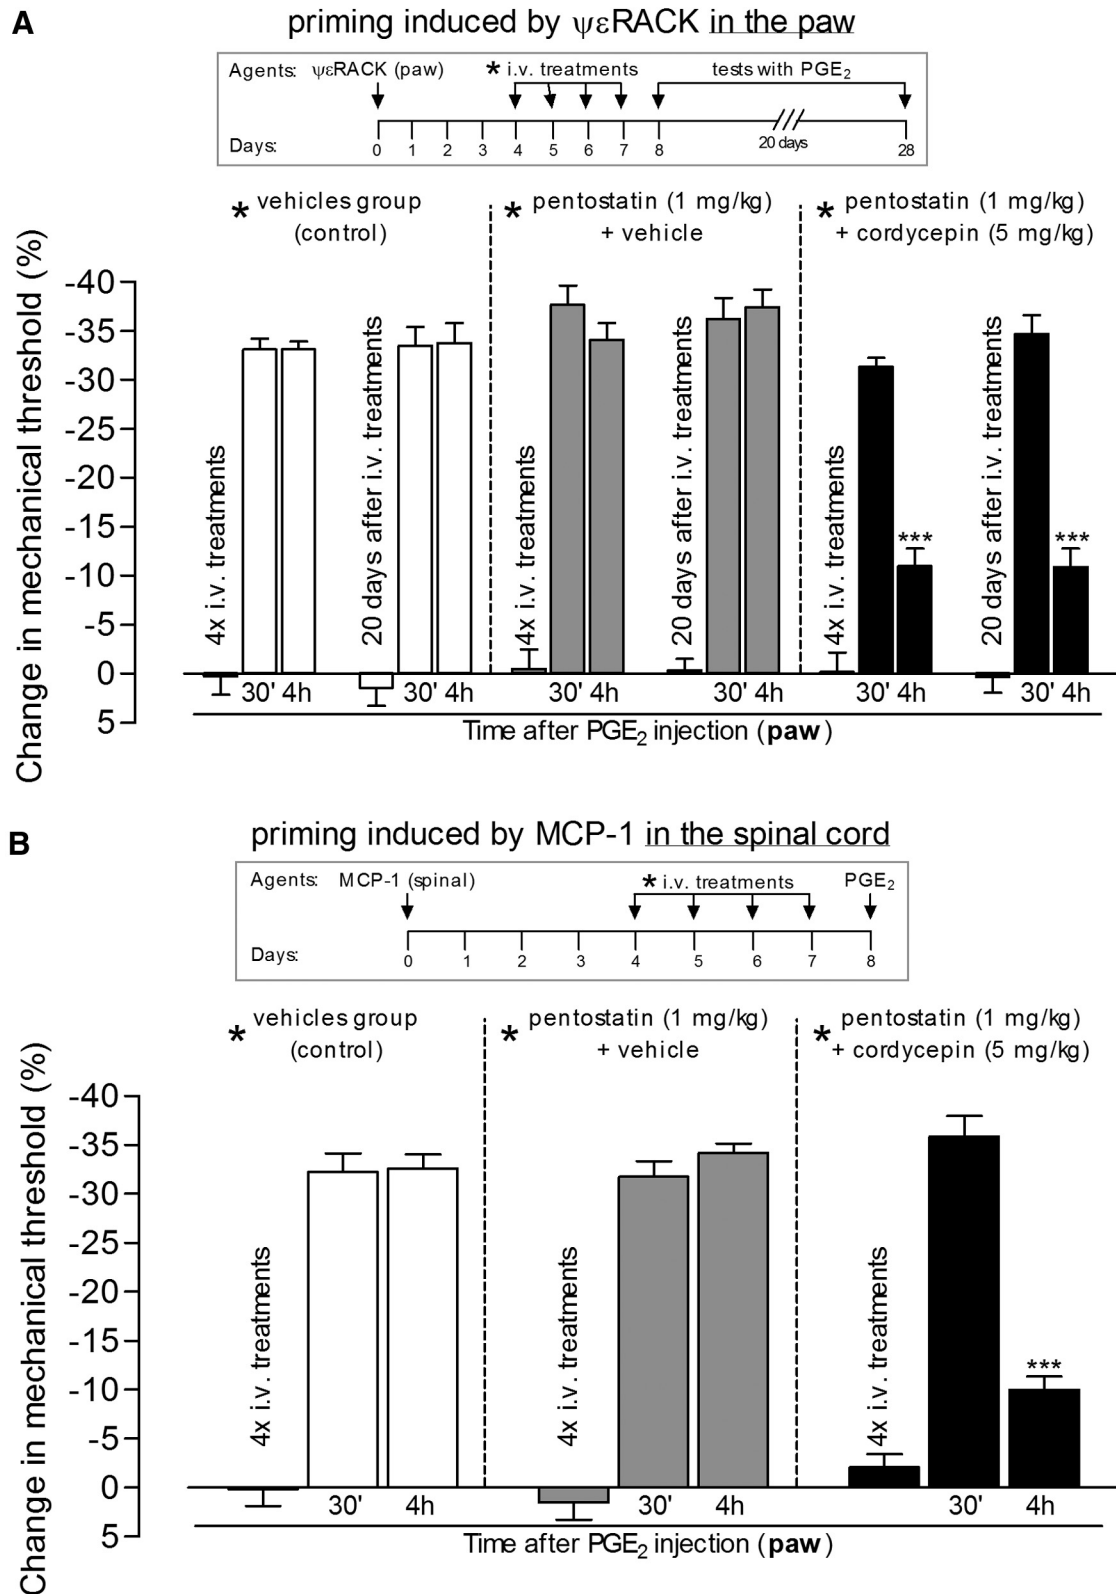 A
priming induced by ψεRACK in the paw
Agents: ψεRACK (paw) * i.v. treatments tests with PGE2
Days: 0 1 2 3 4 5 6 7 8 20 days 28
* vehicles group
(control)
* pentostatin (1 mg/kg)
+ vehicle
* pentostatin (1 mg/kg)
+ cordycepin (5 mg/kg)
Change in mechanical threshold (%)
-40
-35
-30
-25
-20
-15
-10
-5
0
5
4x i.v. treatments
20 days after i.v. treatments
4x i.v. treatments
20 days after i.v. treatments
4x i.v. treatments
20 days after i.v. treatments
*** ***
30' 4h 30' 4h 30' 4h 30' 4h 30' 4h 30' 4h
Time after PGE2 injection (paw)
B
priming induced by MCP-1 in the spinal cord
Agents: MCP-1 (spinal) * i.v. treatments PGE2
Days: 0 1 2 3 4 5 6 7 8
* vehicles group
(control)
* pentostatin (1 mg/kg)
+ vehicle
* pentostatin (1 mg/kg)
+ cordycepin (5 mg/kg)
Change in mechanical threshold (%)
-40
-35
-30
-25
-20
-15
-10
-5
0
5
4x i.v. treatments
4x i.v. treatments
4x i.v. treatments
***
30' 4h 30' 4h 30' 4h
Time after PGE2 injection (paw)